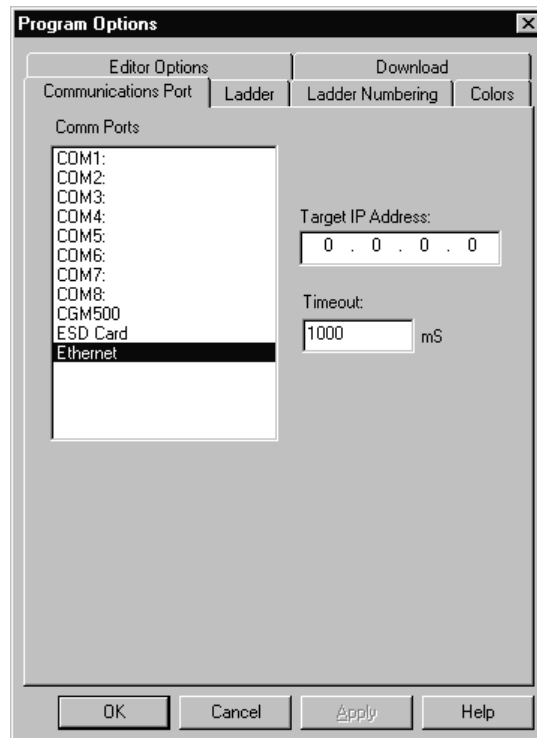 Program Options
Editor Options Download
Communications Port Ladder Ladder Numbering Colors
Comm Ports
COM1:
COM2:
COM3:
COM4:
COM5:
COM6:
COM7:
COM8:
CGM500
ESD Card
Ethernet
Target IP Address:
0 . 0 . 0 . 0
Timeout:
1000 mS
OK Cancel Apply Help